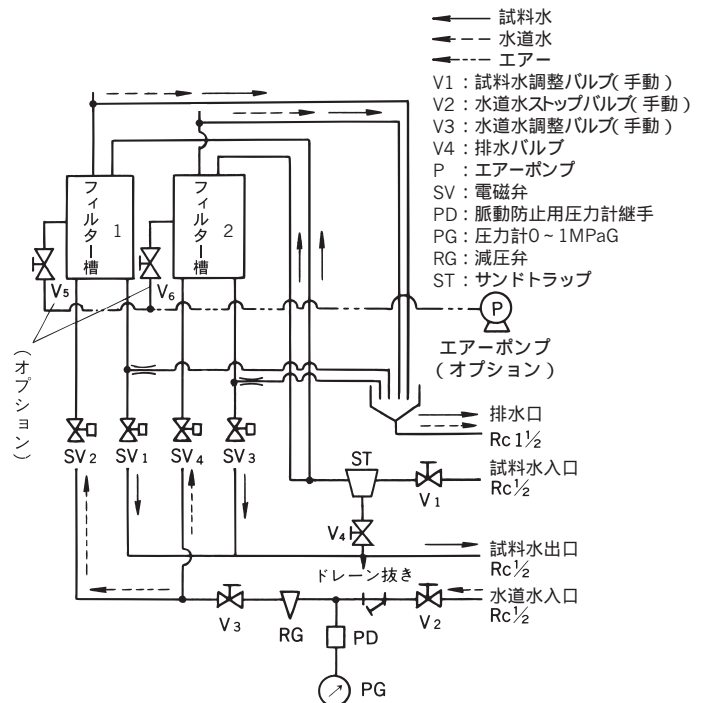 試料水
水道水
エアー
V1：試料水調整バルブ(手動)
V2：水道水ストップバルブ(手動)
V3：水道水調整バルブ(手動)
V4：排水バルブ
P ：エアーポンプ
SV：電磁弁
PD：脈動防止用圧力計継手
PG：圧力計0～1MPaG
RG：減圧弁
ST：サンドトラップ
フィルター槽 1
フィルター槽 2
V5
V6
P
エアーポンプ
(オプション)
(オプション)
排水口
Rc 1½
SV2
SV1
SV4
SV3
ST
試料水入口
Rc½
V1
V4
試料水出口
Rc½
ドレーン抜き
水道水入口
Rc½
V3
RG
PD
V2
PG